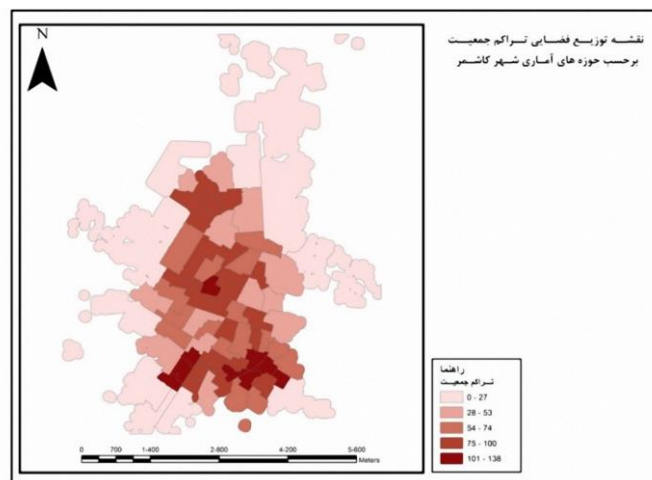 نقشه توزیع فضایی تراکم جمعیت
برحسب حوزه های آماری شهر کاشمر
N
راهنما
تراکم جمعیت
0 - 27
28 - 53
54 - 74
75 - 100
101 - 138
0 700 1·400 2·800 4·200 5·600
Meters